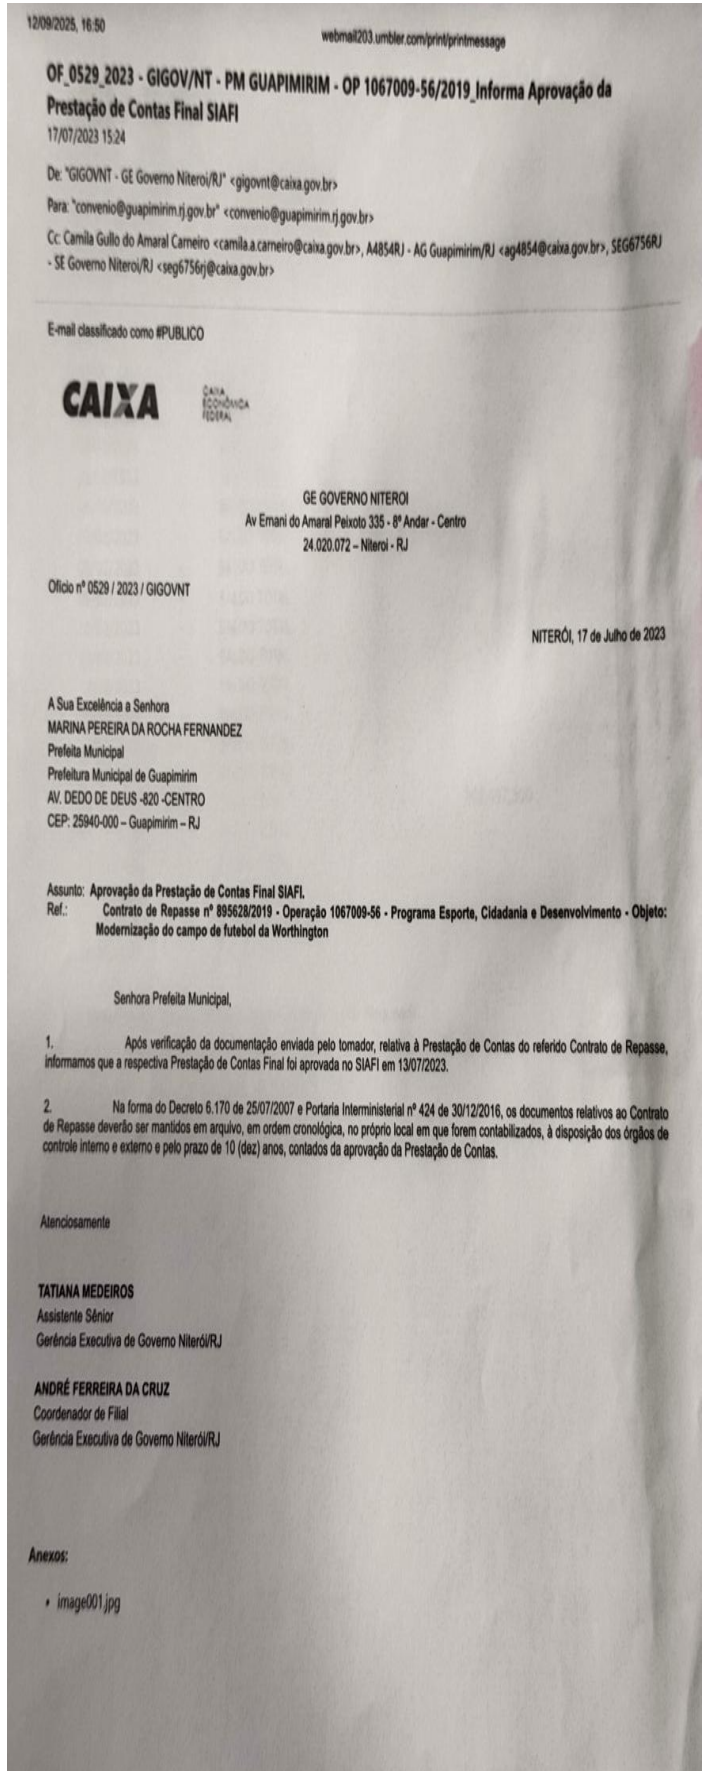 12/09/2025, 16:50
webmail203.umbler.com/print/printmessage
OF_0529_2023 - GIGOV/NT - PM GUAPIMIRIM - OP 1067009-56/2019_Informa Aprovação da
Prestação de Contas Final SIAFI
17/07/2023 15:24
De: "GIGOVNT - GE Governo Niteroi/RJ" <gigovnt@caixa.gov.br>
Para: "convenio@guapimirim.rj.gov.br" <convenio@guapimirim.rj.gov.br>
Cc: Camila Gullo do Amaral Carneiro <camila.a.carneiro@caixa.gov.br>, A4854RJ - AG Guapimirim/RJ <ag4854@caixa.gov.br>, SEG6756RJ
- SE Governo Niteroi/RJ <seg6756rj@caixa.gov.br>
E-mail classificado como #PUBLICO
CAIXA
CAIXA
ECONÔMICA
FEDERAL
GE GOVERNO NITEROI
Av Ernani do Amaral Peixoto 335 - 8º Andar - Centro
24.020.072 – Niteroi - RJ
Oficio nº 0529 / 2023 / GIGOVNT
NITERÓI, 17 de Julho de 2023
A Sua Excelência a Senhora
MARINA PEREIRA DA ROCHA FERNANDEZ
Prefeita Municipal
Prefeitura Municipal de Guapimirim
AV. DEDO DE DEUS -820 -CENTRO
CEP: 25940-000 – Guapimirim – RJ
Assunto: Aprovação da Prestação de Contas Final SIAFI.
Ref.: Contrato de Repasse nº 895628/2019 - Operação 1067009-56 - Programa Esporte, Cidadania e Desenvolvimento - Objeto:
Modernização do campo de futebol da Worthington
Senhora Prefeita Municipal,
1. Após verificação da documentação enviada pelo tomador, relativa à Prestação de Contas do referido Contrato de Repasse,
informamos que a respectiva Prestação de Contas Final foi aprovada no SIAFI em 13/07/2023.
2. Na forma do Decreto 6.170 de 25/07/2007 e Portaria Interministerial nº 424 de 30/12/2016, os documentos relativos ao Contrato
de Repasse deverão ser mantidos em arquivo, em ordem cronológica, no próprio local em que forem contabilizados, à disposição dos órgãos de
controle interno e externo e pelo prazo de 10 (dez) anos, contados da aprovação da Prestação de Contas.
Atenciosamente
TATIANA MEDEIROS
Assistente Sênior
Gerência Executiva de Governo Niterói/RJ
ANDRÉ FERREIRA DA CRUZ
Coordenador de Filial
Gerência Executiva de Governo Niterói/RJ
Anexos:
• image001.jpg